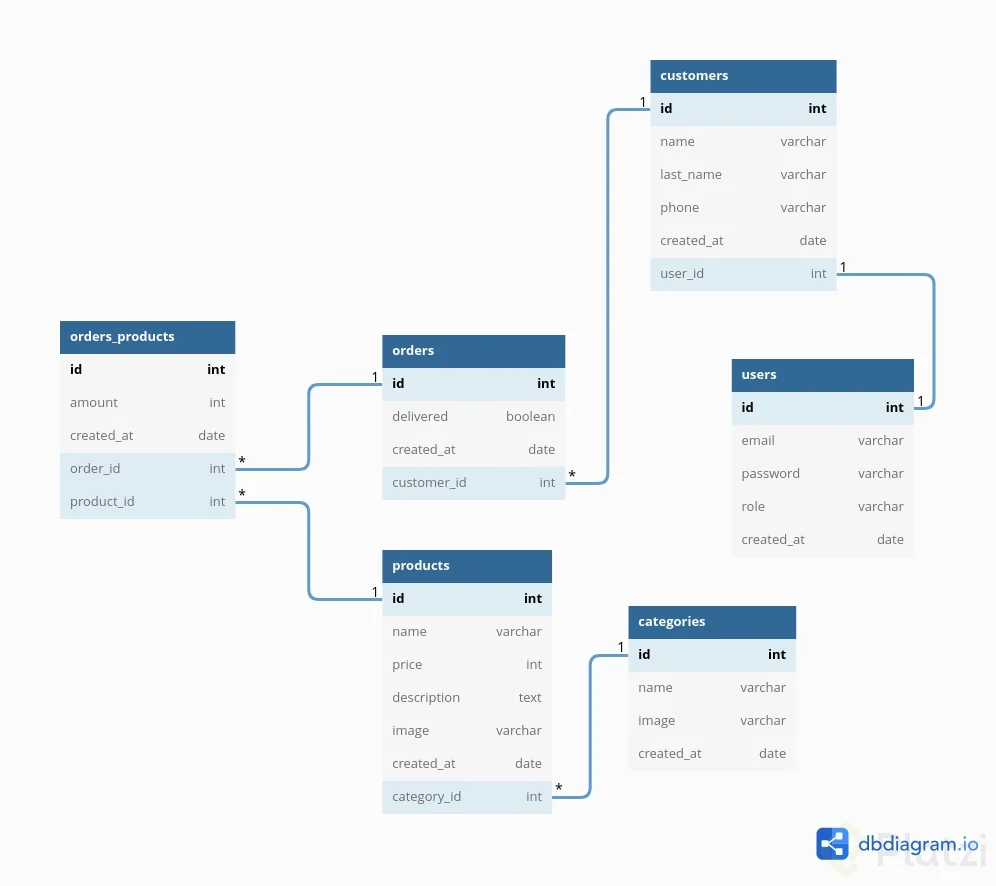 customers
1
id int
name varchar
last_name varchar
phone varchar
created_at date
user_id int
1
orders_products
id int
amount int
created_at date
order_id int
*
product_id int
*
orders
1
id int
delivered boolean
created_at date
customer_id int
*
users
id int
1
email varchar
password varchar
role varchar
created_at date
products
1
id int
name varchar
price int
description text
image varchar
created_at date
category_id int
*
categories
1
id int
name varchar
image varchar
created_at date
dbdiagram.io
Platzi